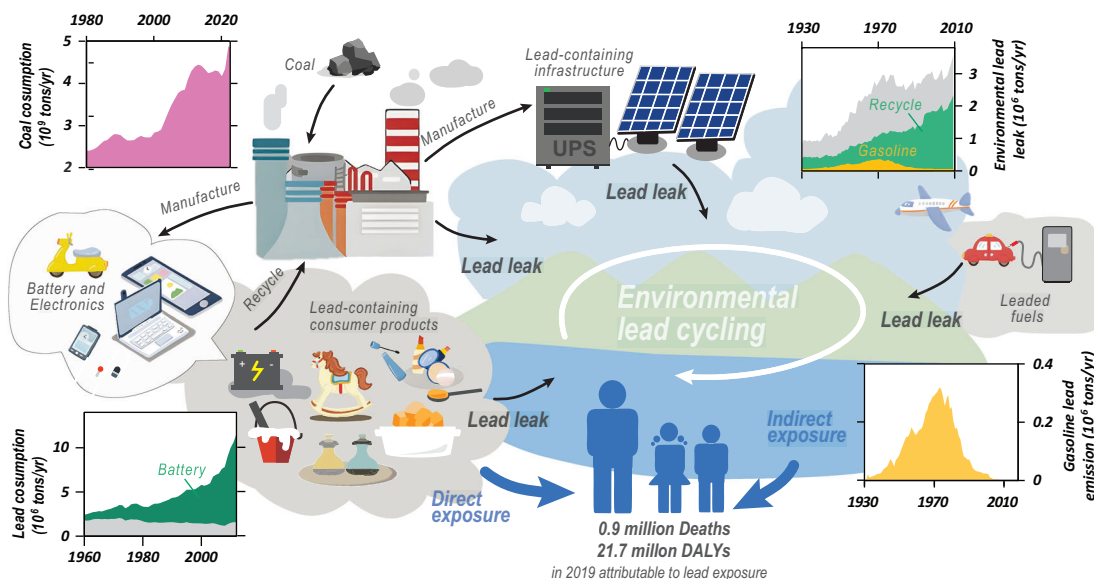 1980 2000 2020
5
4
3
2
Coal cosumption
(10⁹ tons/yr)
Coal
Manufacture
Lead-containing
infrastructure
UPS
Lead leak
1930 1970 2010
3
2
1
0
Recycle
Gasoline
Environmental lead
leak (10⁶ tons/yr)
Manufacture
Battery and
Electronics
Recycle
Lead leak
Lead-containing
consumer products
Environmental
lead cycling
Lead leak
Leaded
fuels
Lead leak
10
5
0
Battery
Lead cosumption
(10⁶ tons/yr)
1960 1980 2000
Direct
exposure
Indirect
exposure
0.4
0.2
0
Gasoline lead
emission (10⁶ tons/yr)
1930 1970 2010
0.9 million Deaths
21.7 millon DALYs
in 2019 attributable to lead exposure